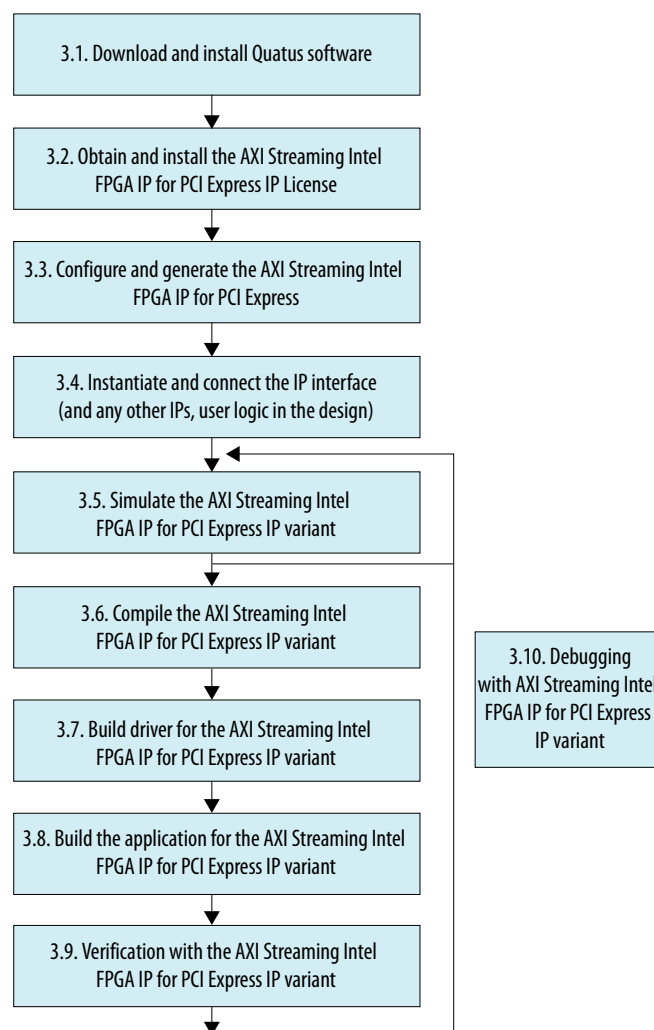 3.1. Download and install Quatus software
3.2. Obtain and install the AXI Streaming Intel
FPGA IP for PCI Express IP License
3.3. Configure and generate the AXI Streaming Intel
FPGA IP for PCI Express
3.4. Instantiate and connect the IP interface
(and any other IPs, user logic in the design)
3.5. Simulate the AXI Streaming Intel
FPGA IP for PCI Express IP variant
3.6. Compile the AXI Streaming Intel
FPGA IP for PCI Express IP variant
3.7. Build driver for the AXI Streaming Intel
FPGA IP for PCI Express IP variant
3.8. Build the application for the AXI Streaming Intel
FPGA IP for PCI Express IP variant
3.9. Verification with the AXI Streaming Intel
FPGA IP for PCI Express IP variant
3.10. Debugging
with AXI Streaming Intel
FPGA IP for PCI Express
IP variant